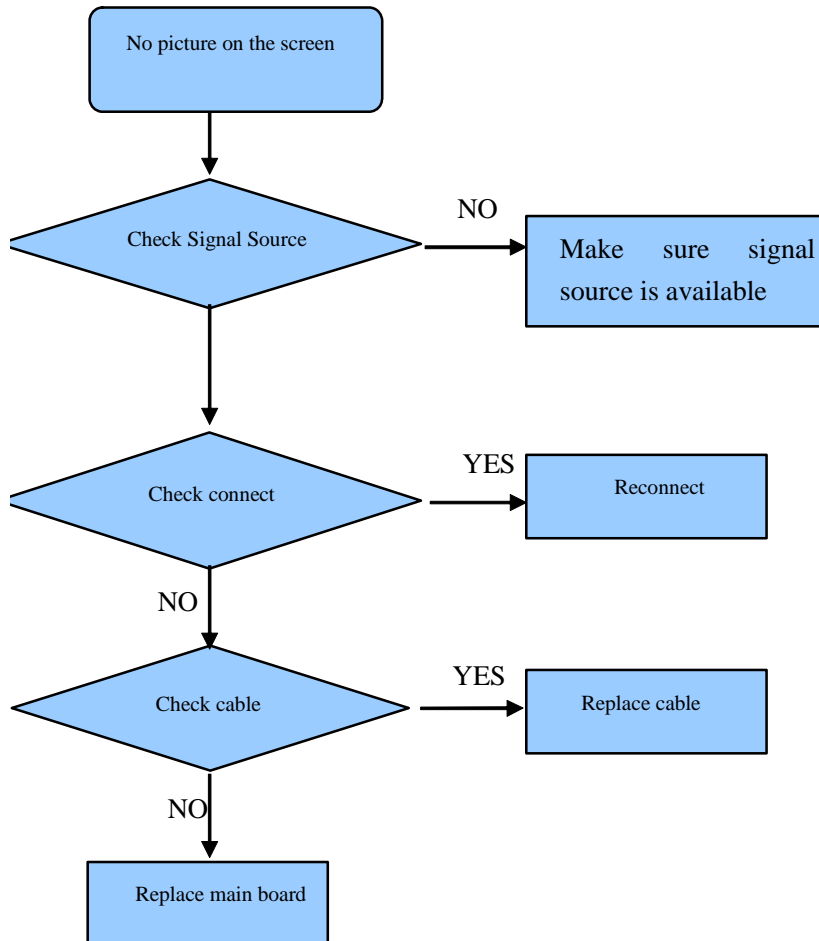 No picture on the screen
Check Signal Source
NO
Make sure signal
source is available
Check connect
YES
Reconnect
NO
Check cable
YES
Replace cable
NO
Replace main board